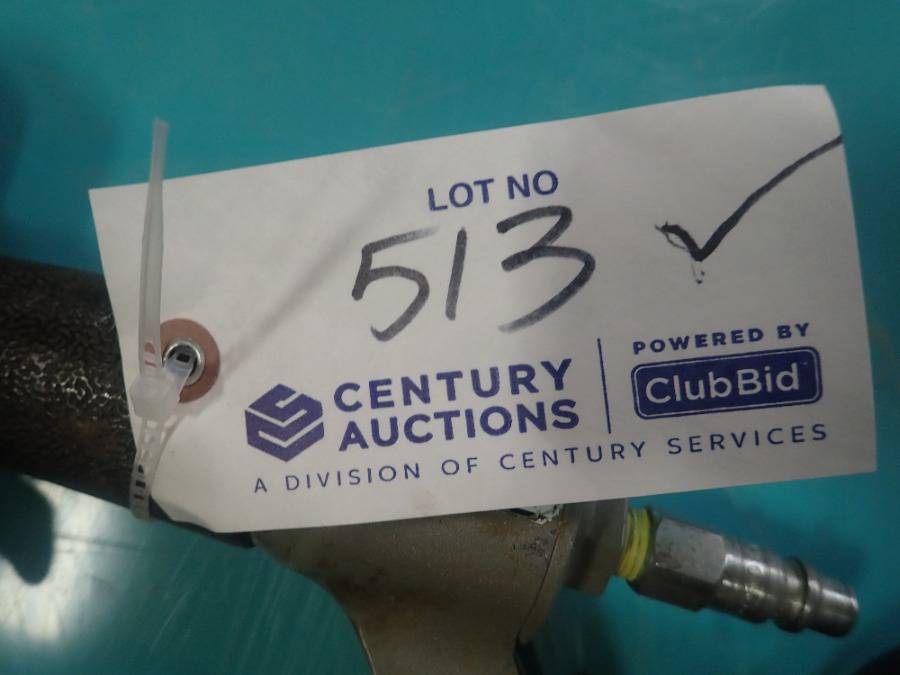 LOT NO
513
CENTURY
AUCTIONS
POWERED BY
ClubBid
A DIVISION OF CENTURY SERVICES